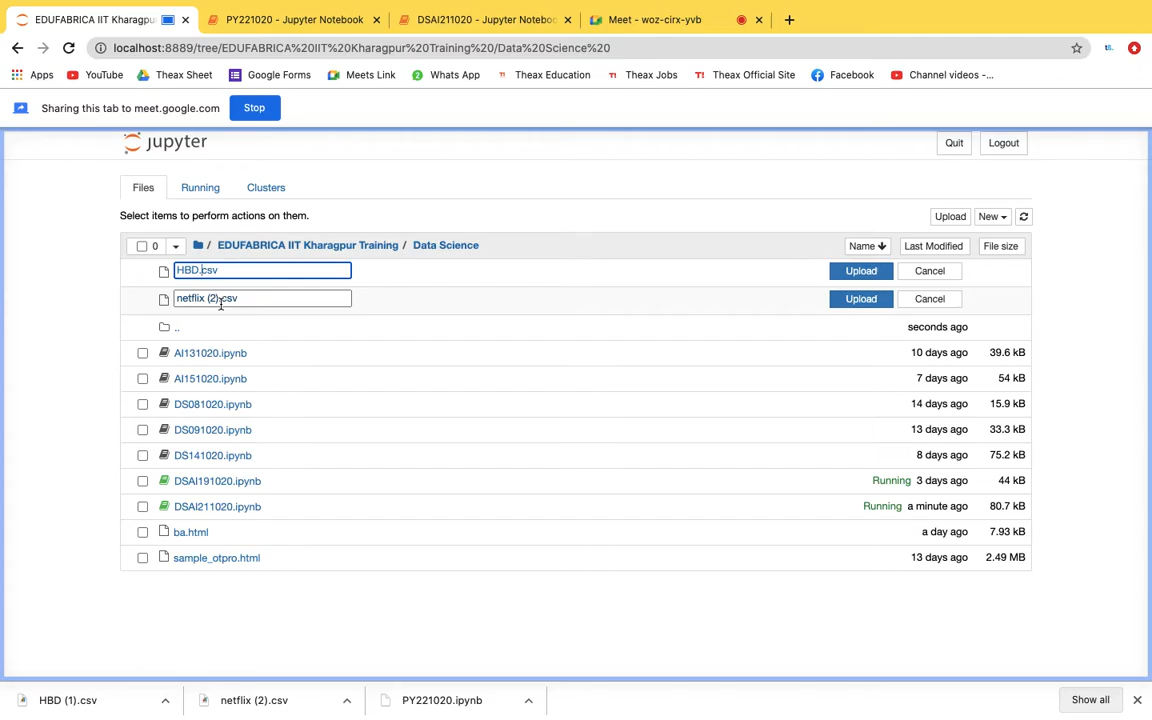 EDUFABRICA IIT Kharagpu
PY221020 - Jupyter Notebook
DSAI211020 - Jupyter Noteboo
Meet - woz-cirx-yvb
localhost:8889/tree/EDUFABRICA%20IIT%20Kharagpur%20Training%20/Data%20Science%20
Apps YouTube Theax Sheet Google Forms Meets Link Whats App Theax Education Theax Jobs Theax Official Site Facebook Channel videos -...
Sharing this tab to meet.google.com Stop
jupyter Quit Logout
Files Running Clusters
Select items to perform actions on them. Upload New
0 / EDUFABRICA IIT Kharagpur Training / Data Science Name Last Modified File size
HBD.csv Upload Cancel
netflix (2).csv Upload Cancel
.. seconds ago
AI131020.ipynb 10 days ago 39.6 kB
AI151020.ipynb 7 days ago 54 kB
DS081020.ipynb 14 days ago 15.9 kB
DS091020.ipynb 13 days ago 33.3 kB
DS141020.ipynb 8 days ago 75.2 kB
DSAI191020.ipynb Running 3 days ago 44 kB
DSAI211020.ipynb Running a minute ago 80.7 kB
ba.html a day ago 7.93 kB
sample_otpro.html 13 days ago 2.49 MB
HBD (1).csv netflix (2).csv PY221020.ipynb Show all